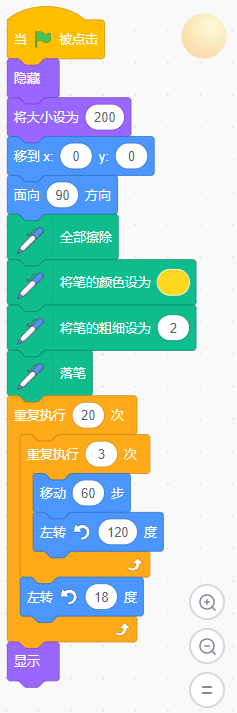 当 被点击
隐藏
将大小设为 200
移到 x: 0 y: 0
面向 90 方向
全部擦除
将笔的颜色设为
将笔的粗细设为 2
落笔
重复执行 20 次
重复执行 3 次
移动 60 步
左转 120 度
左转 18 度
显示